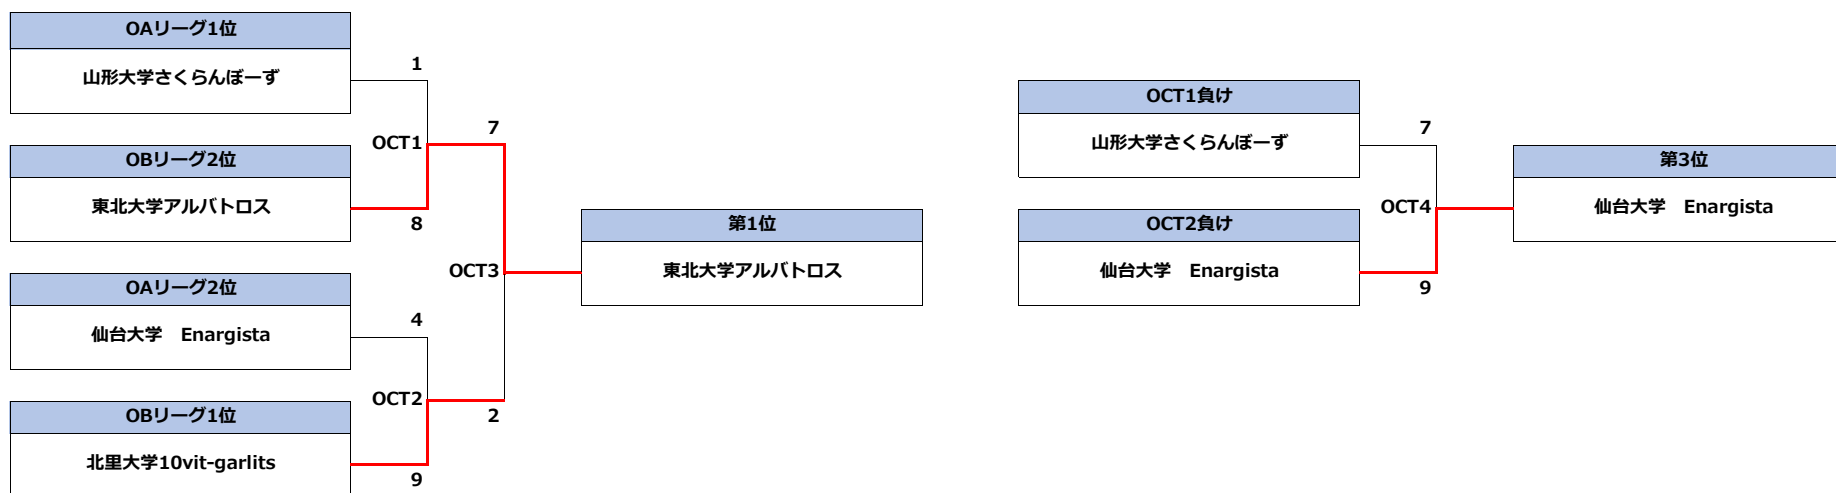 OAリーグ1位
山形大学さくらんぼーず
1
OCT1
7
OBリーグ2位
東北大学アルバトロス
8
第1位
東北大学アルバトロス
OCT3
OAリーグ2位
仙台大学　Enargista
4
OCT2
2
OBリーグ1位
北里大学10vit-garlits
9
OCT1負け
山形大学さくらんぼーず
7
OCT4
OCT2負け
仙台大学　Enargista
9
第3位
仙台大学　Enargista